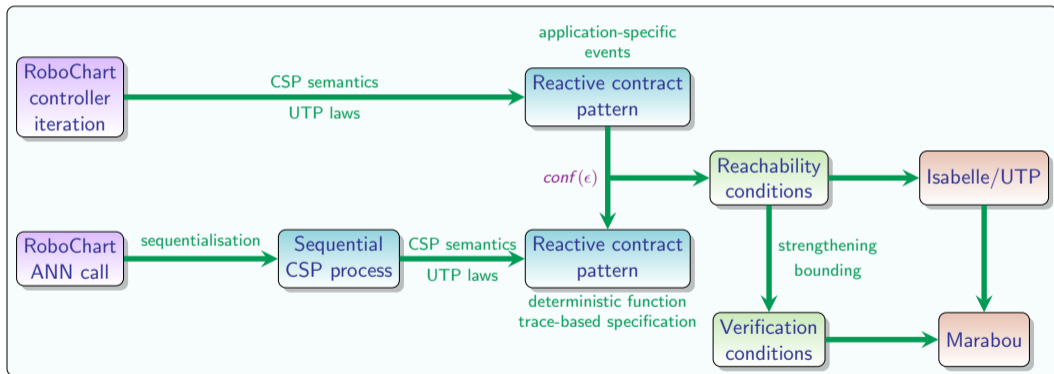 application-specific
events
RoboChart
controller
iteration
CSP semantics
UTP laws
Reactive contract
pattern
conf(ϵ)
Reachability
conditions
Isabelle/UTP
RoboChart
ANN call
sequentialisation
Sequential
CSP process
CSP semantics
UTP laws
Reactive contract
pattern
deterministic function
trace-based specification
strengthening
bounding
Verification
conditions
Marabou